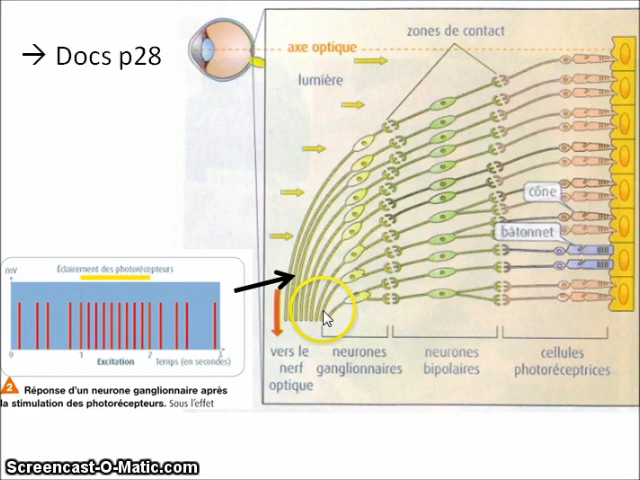 → Docs p28
zones de contact
axe optique
lumière
cône
bâtonnet
mV
Éclairement des photorécepteurs
0
1
2
3
Excitation
Temps (en secondes)
vers le
nerf
optique
neurones
ganglionnaires
neurones
bipolaires
cellules
photoréceptrices
2 Réponse d'un neurone ganglionnaire après
la stimulation des photorécepteurs. Sous l'effet
Screencast-O-Matic.com